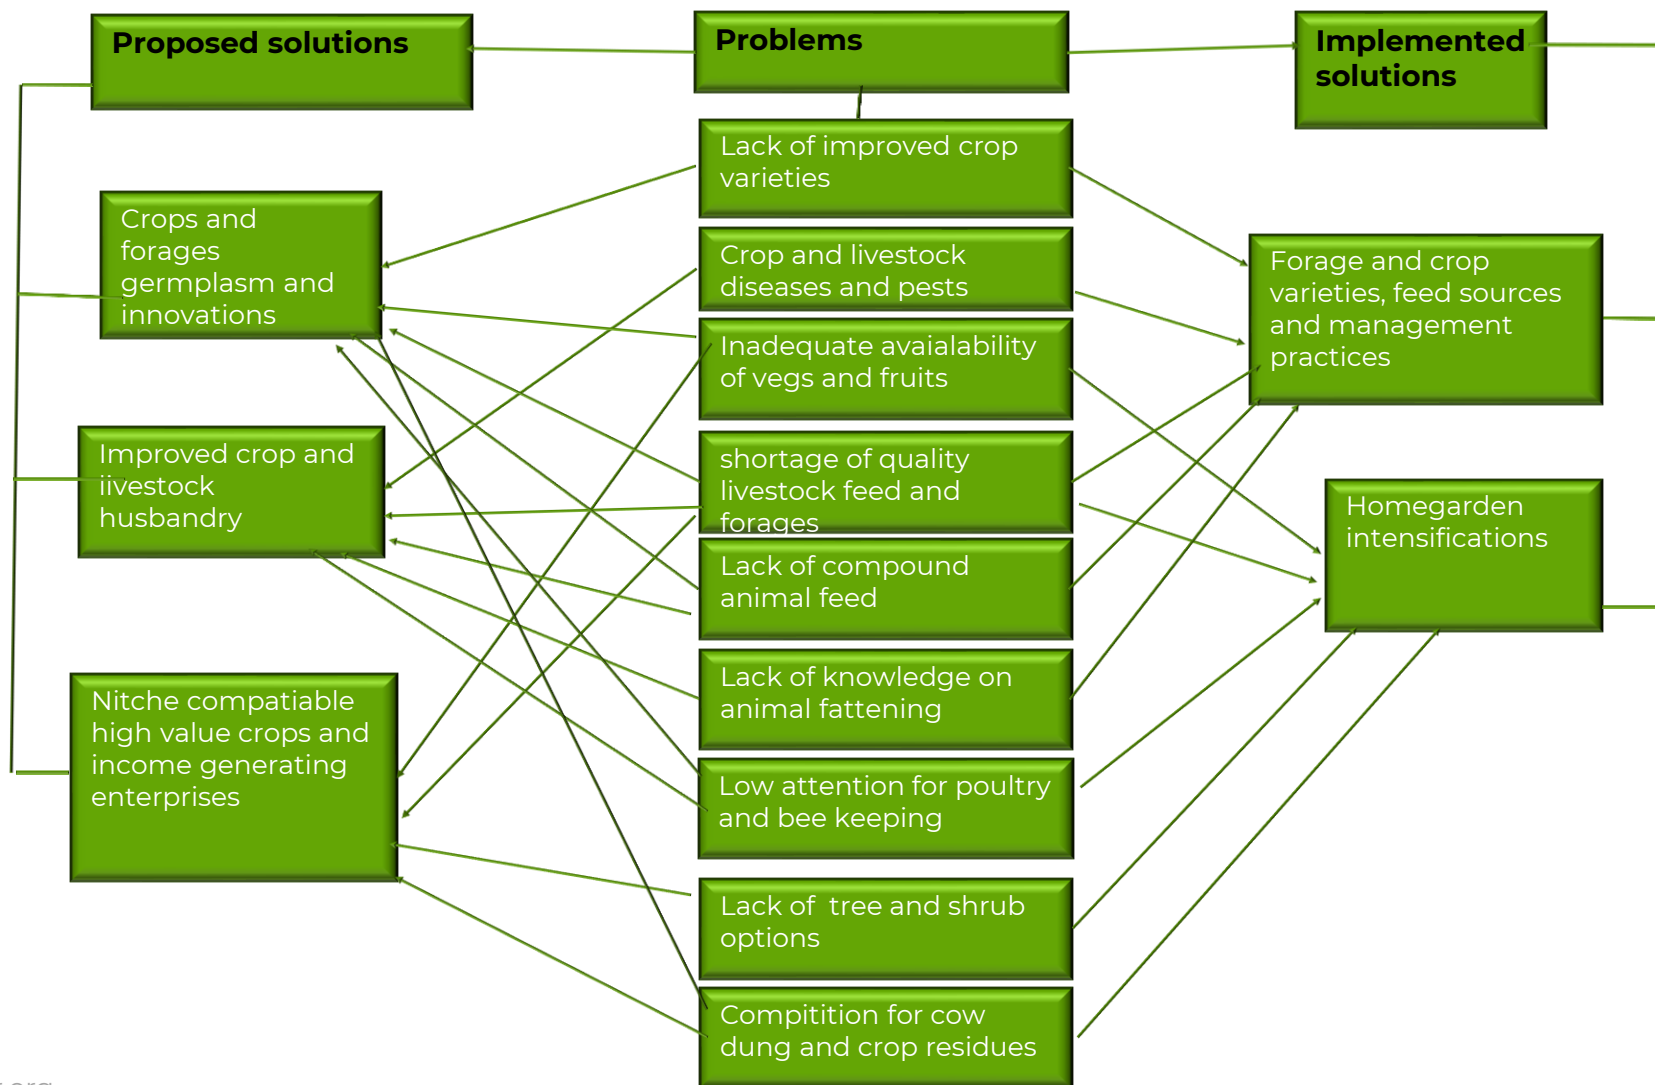 Proposed solutions
Problems
Implemented
solutions
Crops and
forages
germplasm and
innovations
Improved crop and
iivestock
husbandry
Nitche compatiable
high value crops and
income generating
enterprises
Lack of improved crop
varieties
Crop and livestock
diseases and pests
Inadequate avaialability
of vegs and fruits
shortage of quality
livestock feed and
forages
Lack of compound
animal feed
Lack of knowledge on
animal fattening
Low attention for poultry
and bee keeping
Lack of  tree and shrub
options
Compitition for cow
dung and crop residues
Forage and crop
varieties, feed sources
and management
practices
Homegarden
intensifications